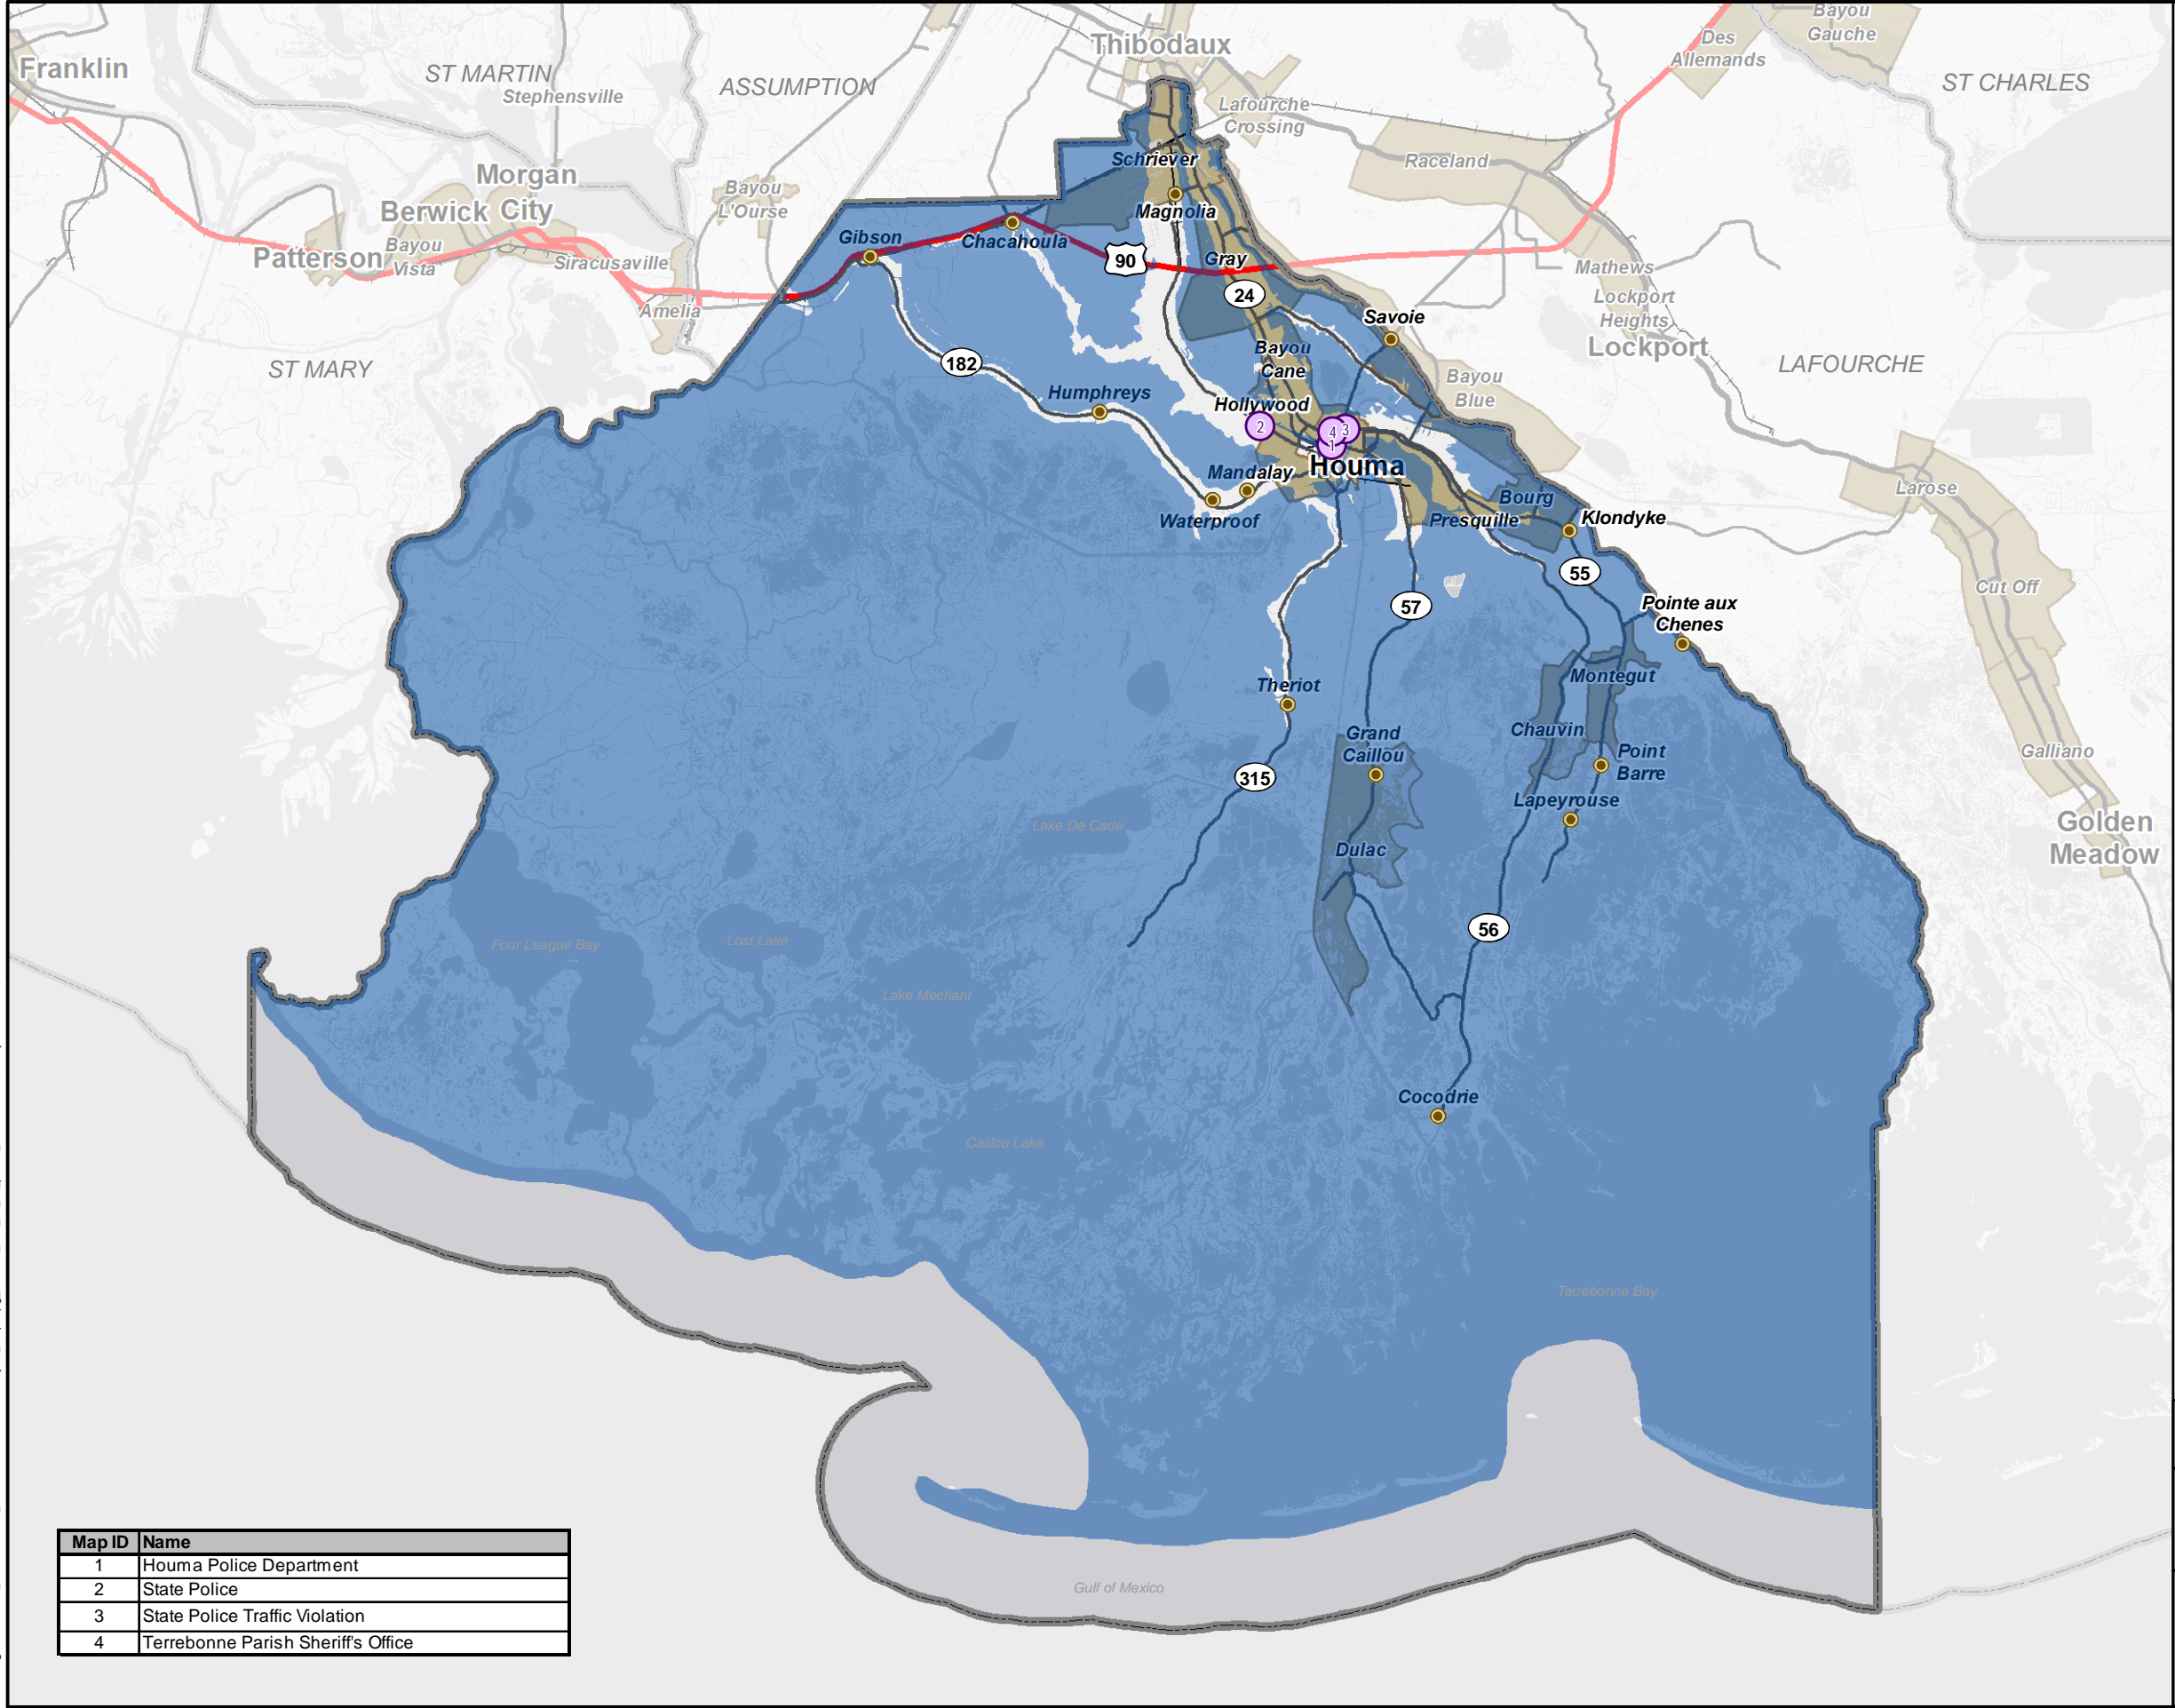 Bayou
Gauche
Des
Allemands
Thibodaux
Franklin
ST MARTIN
ASSUMPTION
ST CHARLES
Stephensville
Lafourche
Crossing
Schriever
Raceland
Morgan
City
Berwick
Bayou
L'Ourse
Magnolia
Patterson
Bayou
Vista
Gibson
Chacahoula
90
Gray
Siracusaville
Mathews
24
Amelia
Lockport
Heights
Savoie
Lockport
ST MARY
182
Bayou
Cane
LAFOURCHE
Bayou
Blue
Humphreys
Hollywood
2
4
3
1
Houma
Mandalay
Waterproof
Bourg
Presquille
Klondyke
Larose
55
Cut Off
57
Pointe aux
Chenes
Theriot
Montegut
Grand
Caillou
Chauvin
Point
Barre
Galliano
315
Lapeyrouse
Lake De Cade
Golden
Meadow
Dulac
56
Four League Bay
Lost Lake
Lake Mechant
Cocodrie
Caillou Lake
Terrebonne Bay
Gulf of Mexico
Map ID Name
1 Houma Police Department
2 State Police
3 State Police Traffic Violation
4 Terrebonne Parish Sheriff's Office